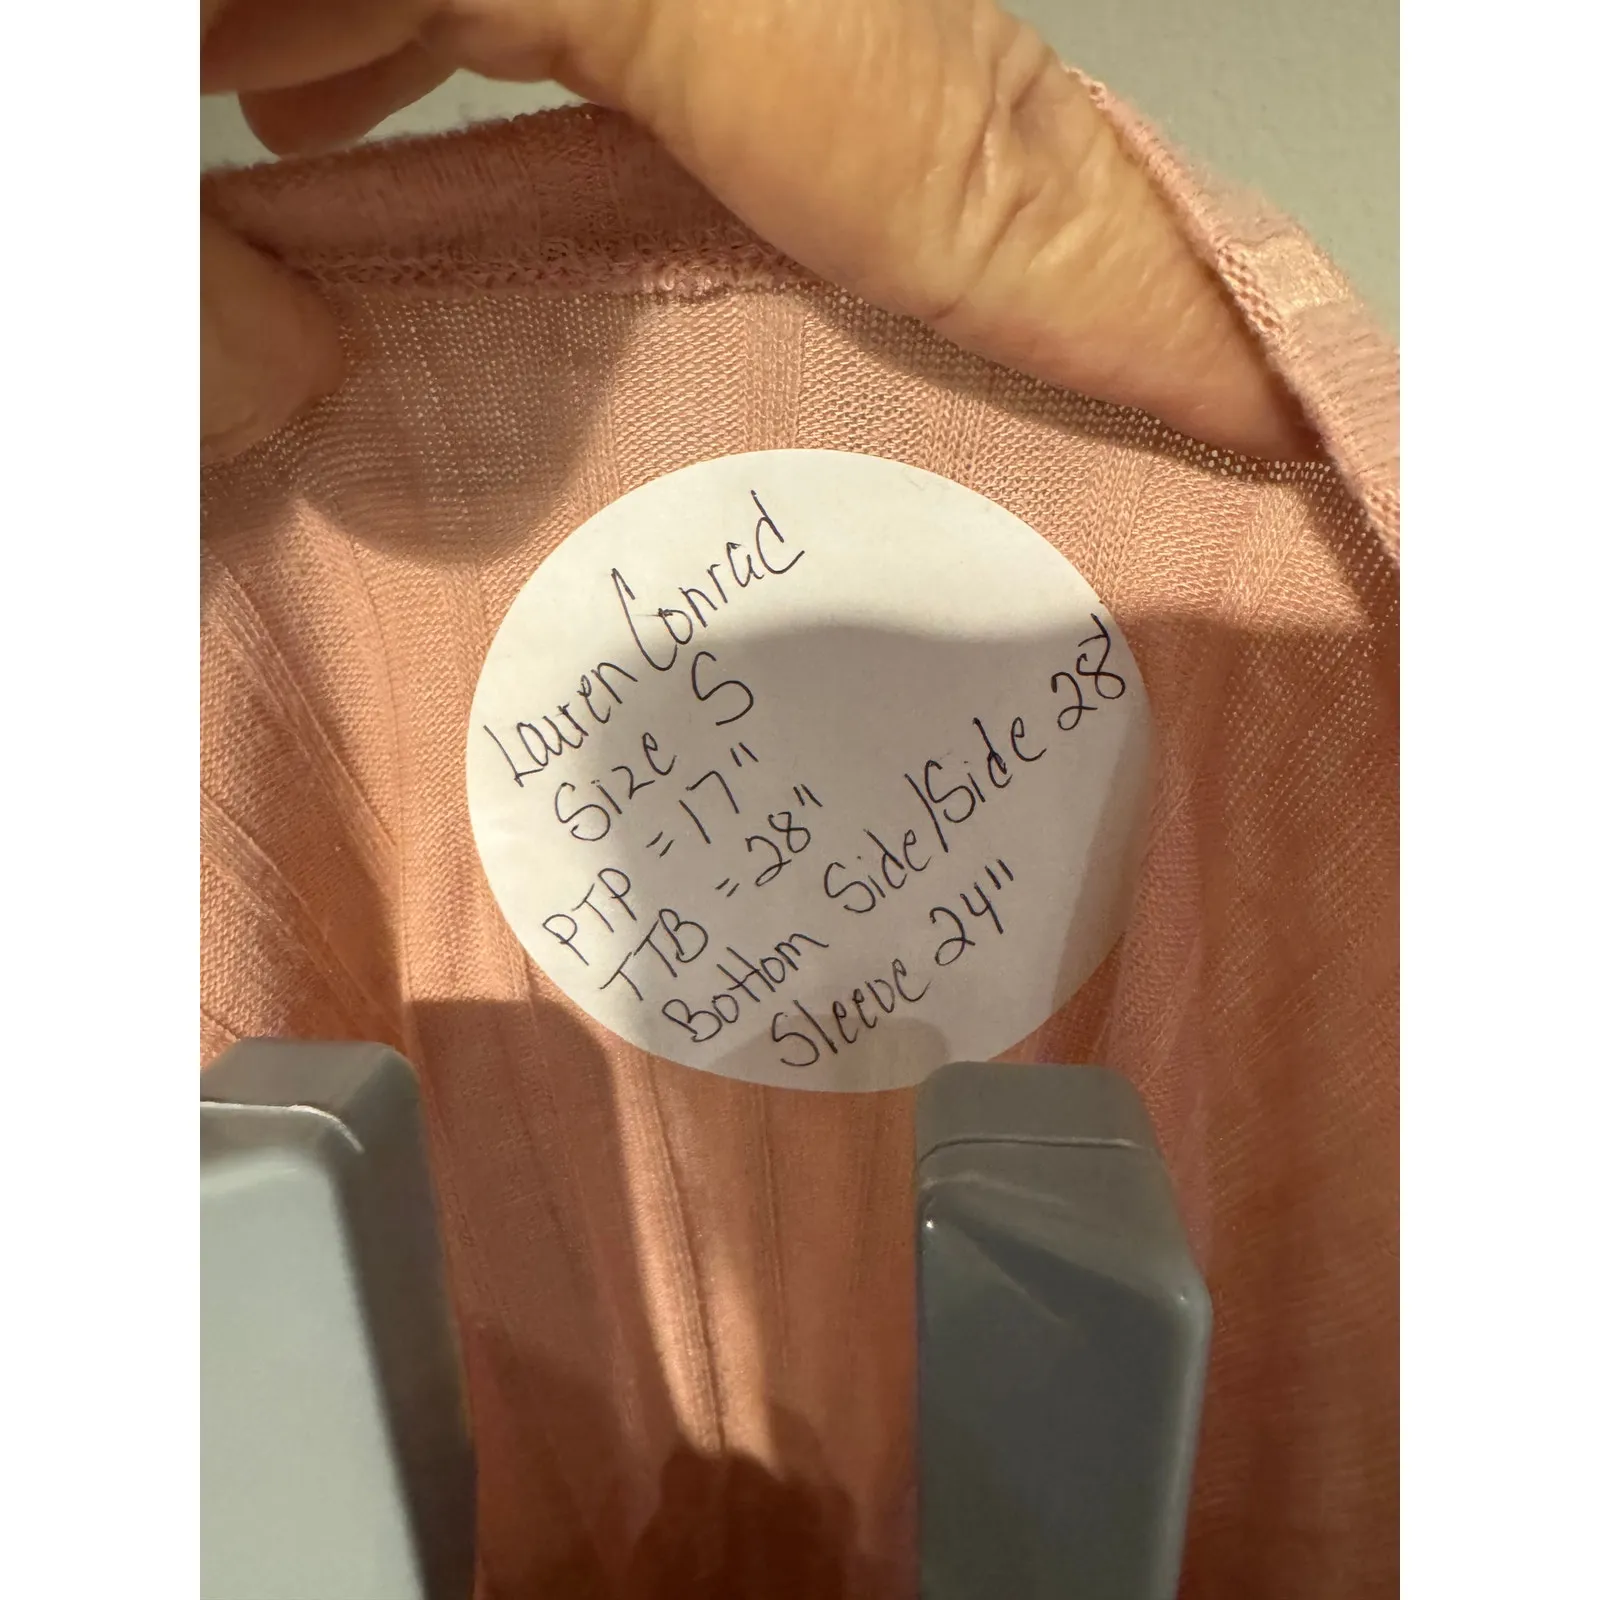 Lauren Conrad
Size S
PTP = 17"
TTB = 28"
Bottom Side/Side 28"
Sleeve 24"